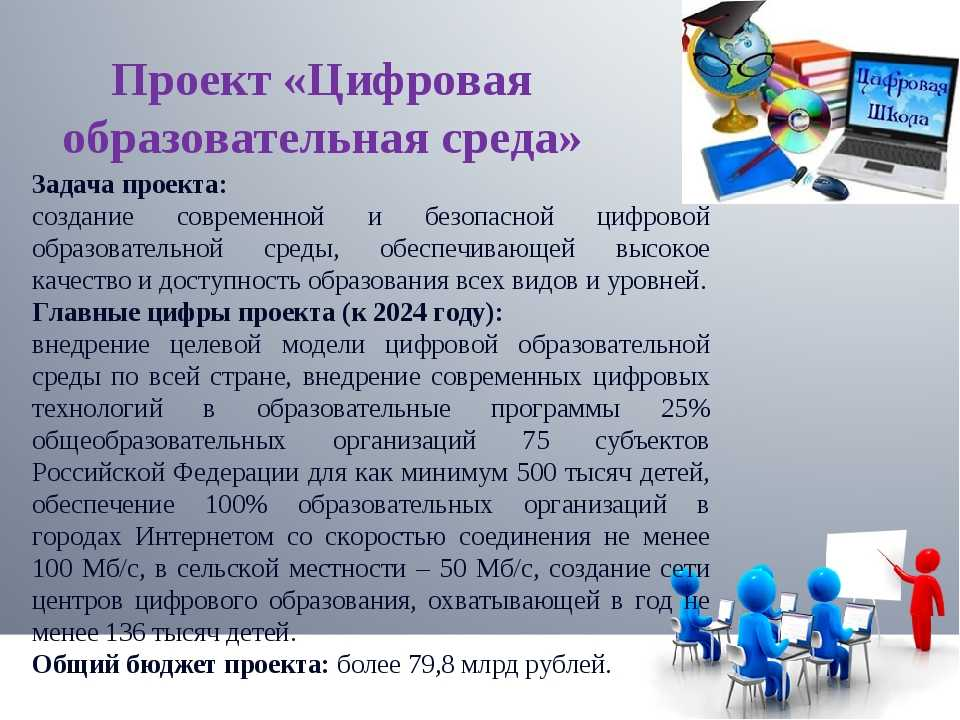 Проект «Цифровая
образовательная среда»
Цифровая
Школа
Задача проекта:
создание современной и безопасной цифровой
образовательной среды, обеспечивающей высокое
качество и доступность образования всех видов и уровней.
Главные цифры проекта (к 2024 году):
внедрение целевой модели цифровой образовательной
среды по всей стране, внедрение современных цифровых
технологий в образовательные программы 25%
общеобразовательных организаций 75 субъектов
Российской Федерации для как минимум 500 тысяч детей,
обеспечение 100% образовательных организаций в
городах Интернетом со скоростью соединения не менее
100 Мб/с, в сельской местности – 50 Мб/с, создание сети
центров цифрового образования, охватывающей в год не
менее 136 тысяч детей.
Общий бюджет проекта: более 79,8 млрд рублей.